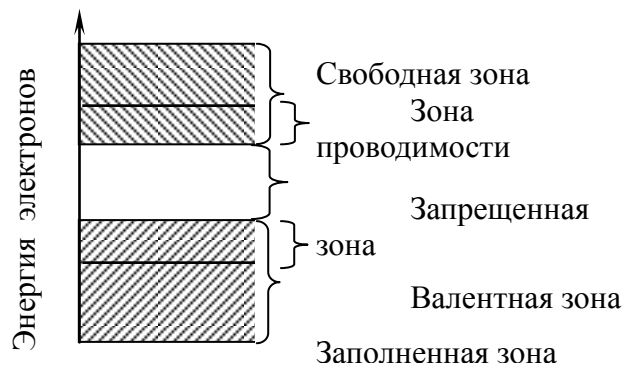 Энергия электронов
Свободная зона
Зона
проводимости
Запрещенная
зона
Валентная зона
Заполненная зона